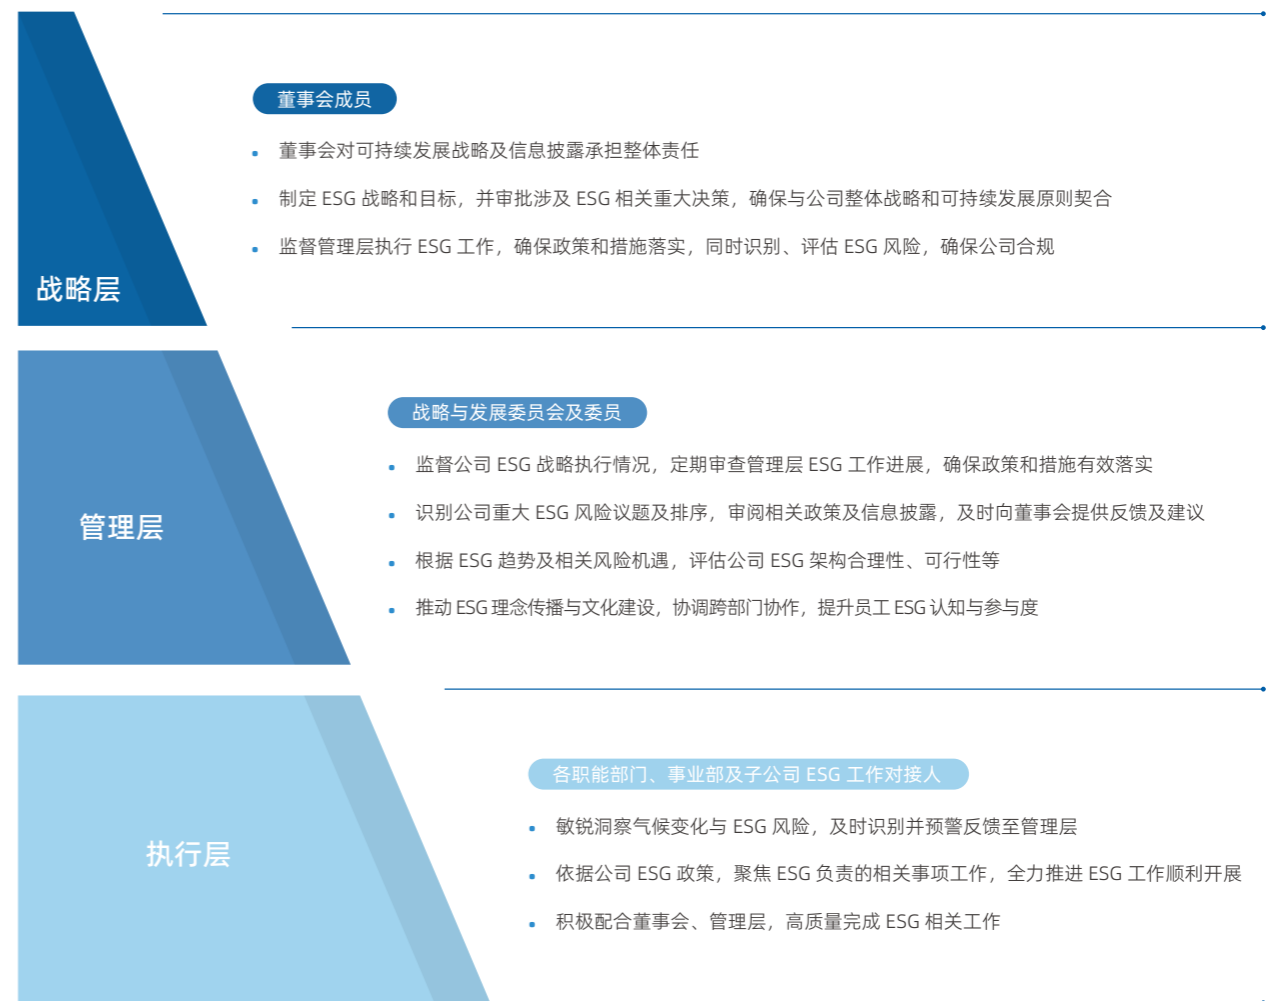 董事会成员
董事会对可持续发展战略及信息披露承担整体责任
制定 ESG 战略和目标，并审批涉及 ESG 相关重大决策，确保与公司整体战略和可持续发展原则契合
监督管理层执行 ESG 工作，确保政策和措施落实，同时识别、评估 ESG 风险，确保公司合规
战略层
战略与发展委员会及委员
监督公司 ESG 战略执行情况，定期审查管理层 ESG 工作进展，确保政策和措施有效落实
识别公司重大 ESG 风险议题及排序，审阅相关政策及信息披露，及时向董事会提供反馈及建议
管理层
根据 ESG 趋势及相关风险机遇，评估公司 ESG 架构合理性、可行性等
推动 ESG 理念传播与文化建设，协调跨部门协作，提升员工 ESG 认知与参与度
各职能部门、事业部及子公司 ESG 工作对接人
敏锐洞察气候变化与 ESG 风险，及时识别并预警反馈至管理层
执行层
依据公司 ESG 政策，聚焦 ESG 负责的相关事项工作，全力推进 ESG 工作顺利开展
积极配合董事会、管理层，高质量完成 ESG 相关工作